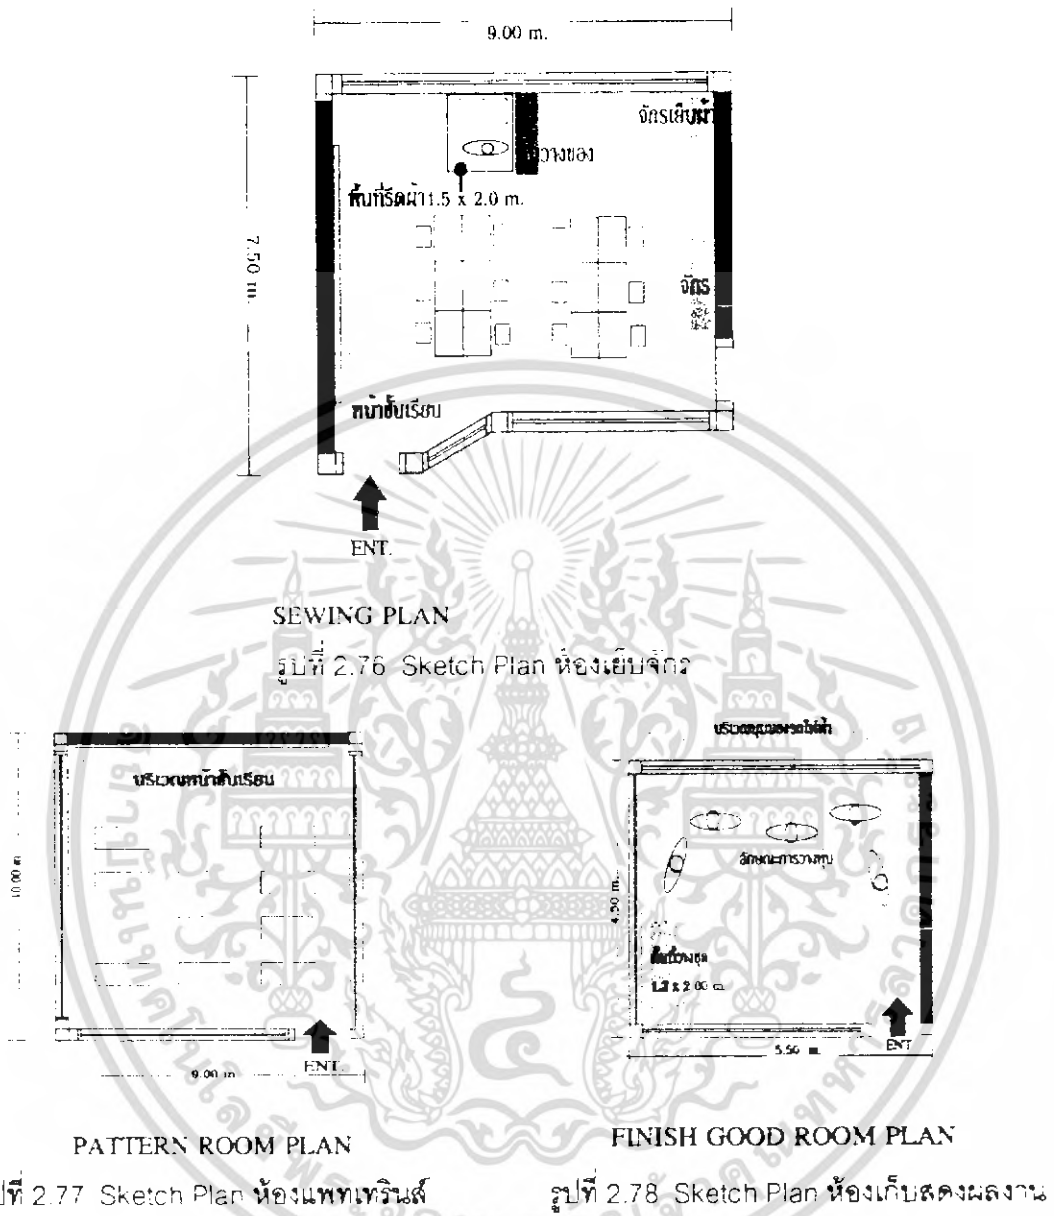 9.00 m.
จักรเย็บผ้า
วางของ
พื้นที่รีดผ้า1.5 x 2.0 m.
7.50 m.
จักร
หน้าชั้นเรียน
ENT.
SEWING PLAN
รูปที่ 2.76 Sketch Plan ห้องเย็บจักร
บริเวณหน้าชั้นเรียน
10.00 m
9.00 m
ENT.
PATTERN ROOM PLAN
ปที่ 2.77 Sketch Plan ห้องแพทเทรินส์
ลักษณะการวางหุ่น
4.50 m.
2.00 m
5.50 m.
ENT
FINISH GOOD ROOM PLAN
รูปที่ 2.78 Sketch Plan ห้องเก็บสดงผลงาน